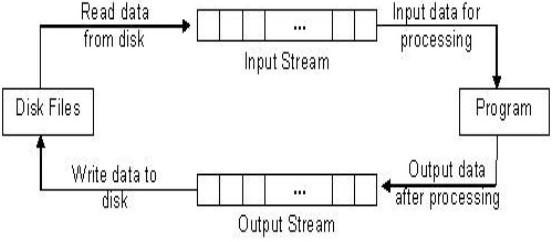 Read data
from disk
...
Input Stream
Input data for
processing
Disk Files
Program
Write data to
disk
...
Output Stream
Output data
after processing